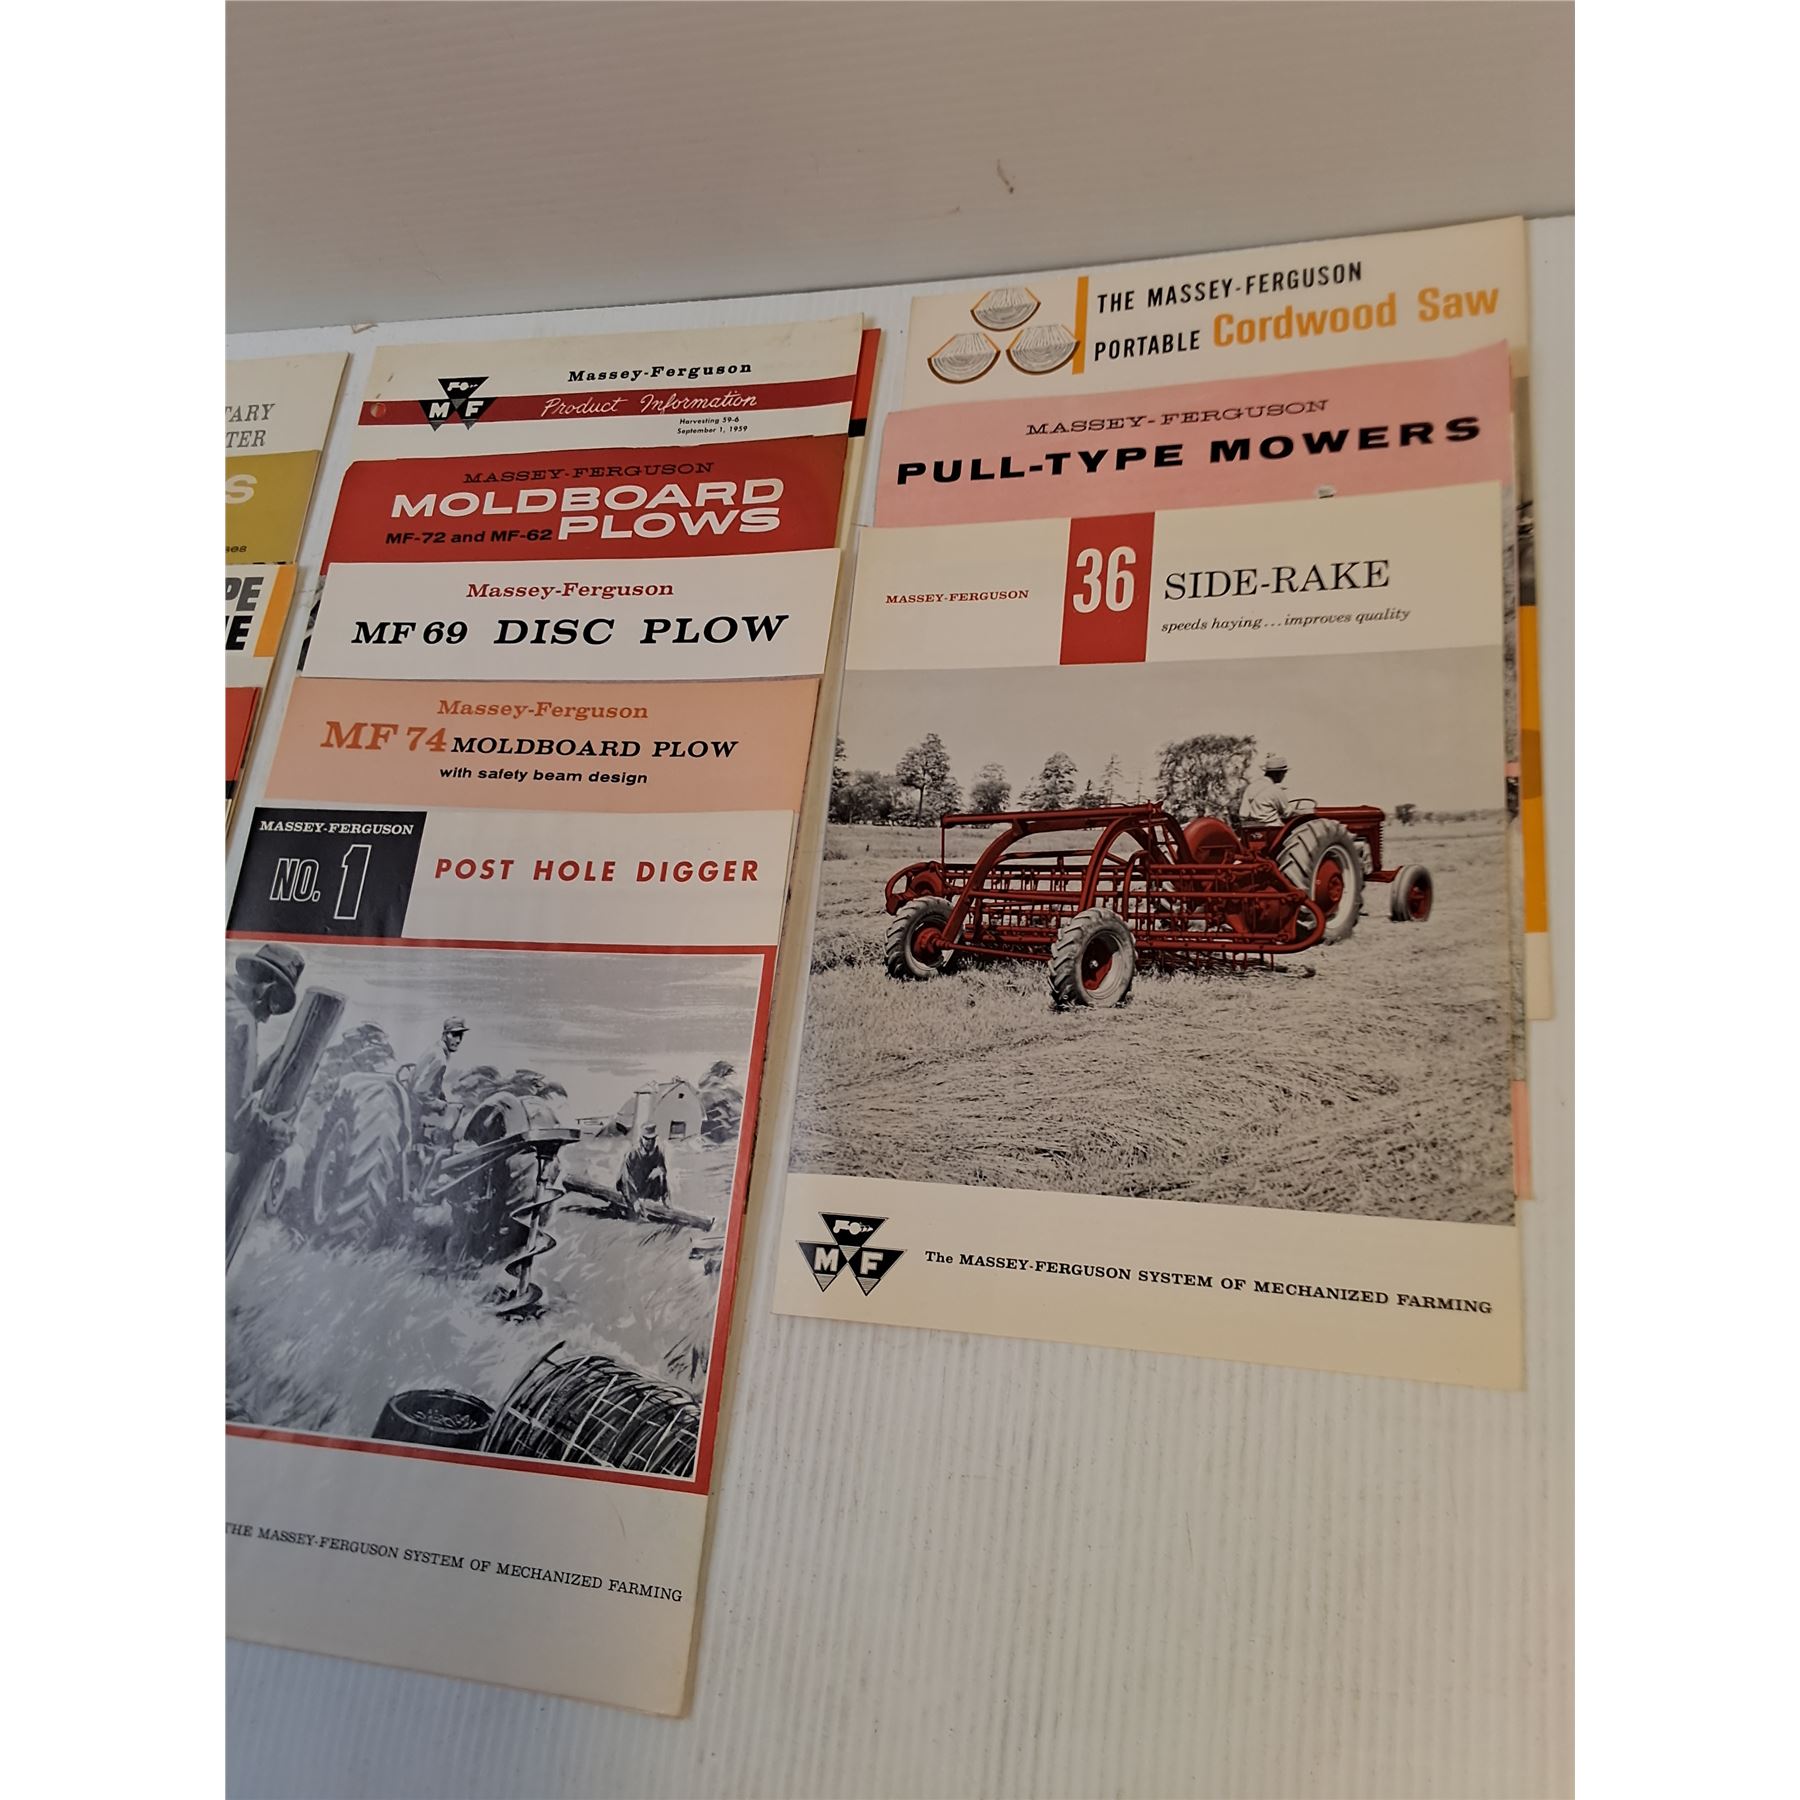 TARY
TER
S
ses
PE
E
Massey-Ferguson
MF
Product Information
Harvesting 59-6
September 1, 1959
MASSEY-FERGUSON
MOLDBOARD
MF-72 and MF-62 PLOWS
Massey-Ferguson
MF 69 DISC PLOW
Massey-Ferguson
MF 74 MOLDBOARD PLOW
with safety beam design
MASSEY-FERGUSON
NO. 1
POST HOLE DIGGER
THE MASSEY-FERGUSON SYSTEM OF MECHANIZED FARMING
THE MASSEY-FERGUSON
PORTABLE Cordwood Saw
MASSEY-FERGUSON
PULL-TYPE MOWERS
MASSEY-FERGUSON
36
SIDE-RAKE
speeds haying...improves quality
MF
The MASSEY-FERGUSON SYSTEM OF MECHANIZED FARMING